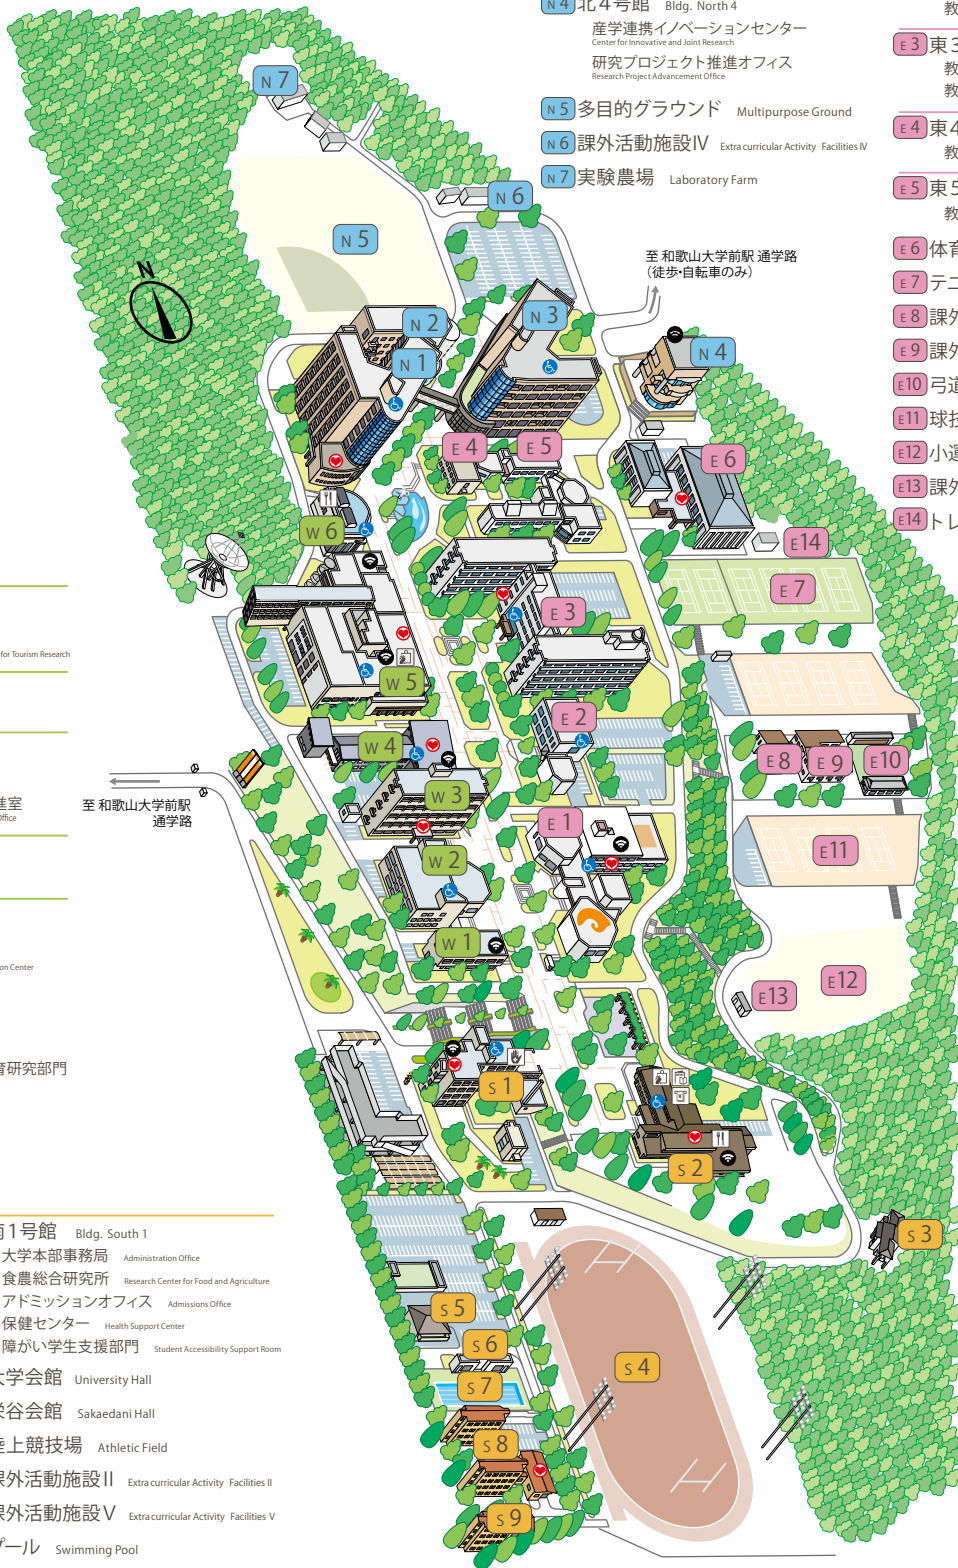 N4 北4号館 Bldg. North 4
産学連携イノベーションセンター
Center for Innovative and Joint Research
研究プロジェクト推進オフィス
Research Project Advancement Office
N5 多目的グラウンド Multipurpose Ground
N6 課外活動施設Ⅳ Extra curricular Activity Facilities Ⅳ
N7 実験農場 Laboratory Farm
教
E3 東3
教
教
E4 東4
教
E5 東5
教
E6 体育
E7 テニ
E8 課外
E9 課外
E10 弓道
E11 球技
E12 小運
E13 課外
E14 トレ
N7
N6
N5
至 和歌山大学前駅 通学路
(徒歩・自転車のみ)
N
N2
N3
N1
N4
E4
E5
E6
W6
E14
E7
E3
for Tourism Research
W5
E2
W4
E8
E9
E10
至 和歌山大学前駅
通学路
W3
進室
Office
E1
E11
W2
W1
on Center
E12
E13
育研究部門
S1
S2
S3
南1号館 Bldg. South 1
大学本部事務局 Administration Office
食農総合研究所 Research Center for Food and Agriculture
アドミッションオフィス Admissions Office
保健センター Health Support Center
障がい学生支援部門 Student Accessibility Support Room
大学会館 University Hall
栄谷会館 Sakaedani Hall
陸上競技場 Athletic Field
課外活動施設Ⅱ Extra curricular Activity Facilities Ⅱ
課外活動施設Ⅴ Extra curricular Activity Facilities Ⅴ
プール Swimming Pool
S5
S6
S4
S7
S8
S9